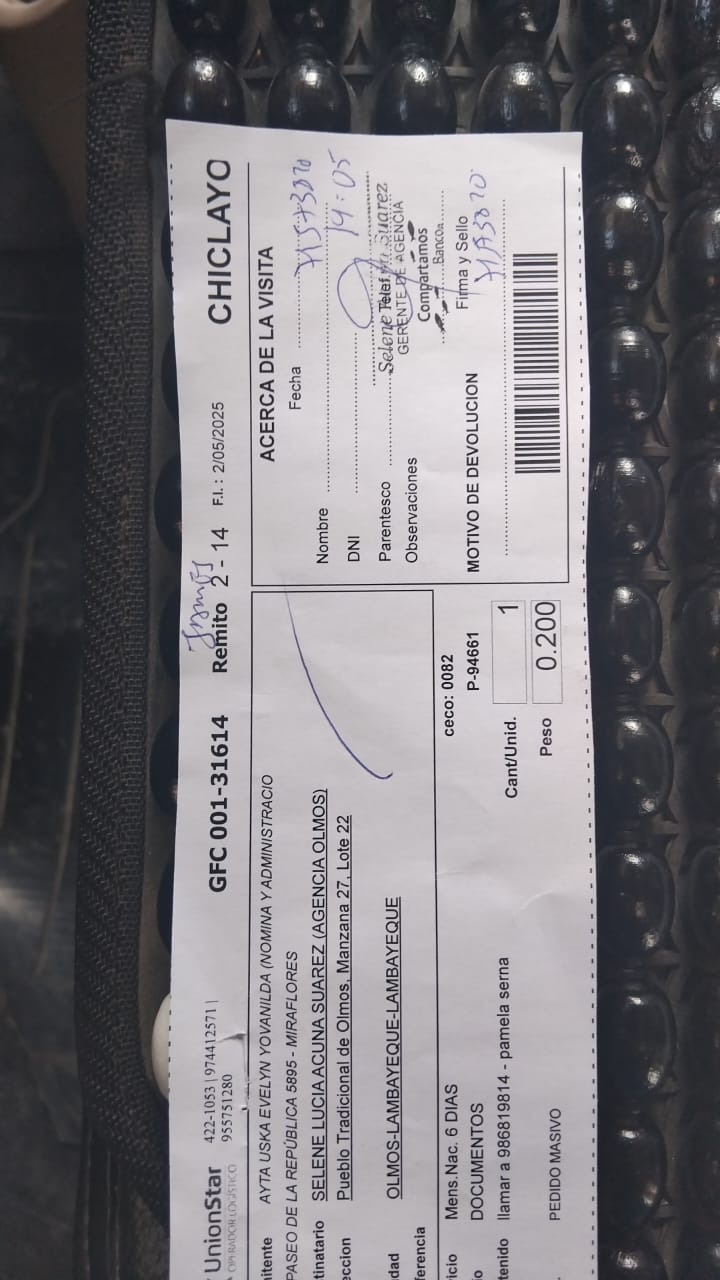 UnionStar
OPERADOR LOGÍSTICO
422-1053 | 974412571 |
955751280
GFC 001-31614
Remito 2 - 14
F.I. : 2/05/2025
CHICLAYO
itente AYTA USKA EVELYN YOVANILDA (NOMINA Y ADMINISTRACIO
PASEO DE LA REPÚBLICA 5895 - MIRAFLORES
tinatario SELENE LUCIA ACUNA SUAREZ (AGENCIA OLMOS)
eccion Pueblo Tradicional de Olmos, Manzana 27, Lote 22
dad OLMOS-LAMBAYEQUE-LAMBAYEQUE
ferencia
icio Mens.Nac. 6 DIAS
ceco: 0082
DOCUMENTOS
P-94661
tenido llamar a 986819814 - pamela serna
Cant/Unid. 1
PEDIDO MASIVO
Peso 0.200
ACERCA DE LA VISITA
Fecha
Nombre
DNI
19:05
Parentesco
Telef.
Selene
Suarez
GERENTE DE AGENCIA
Observaciones
Compartamos
Banco
Firma y Sello
MOTIVO DE DEVOLUCION